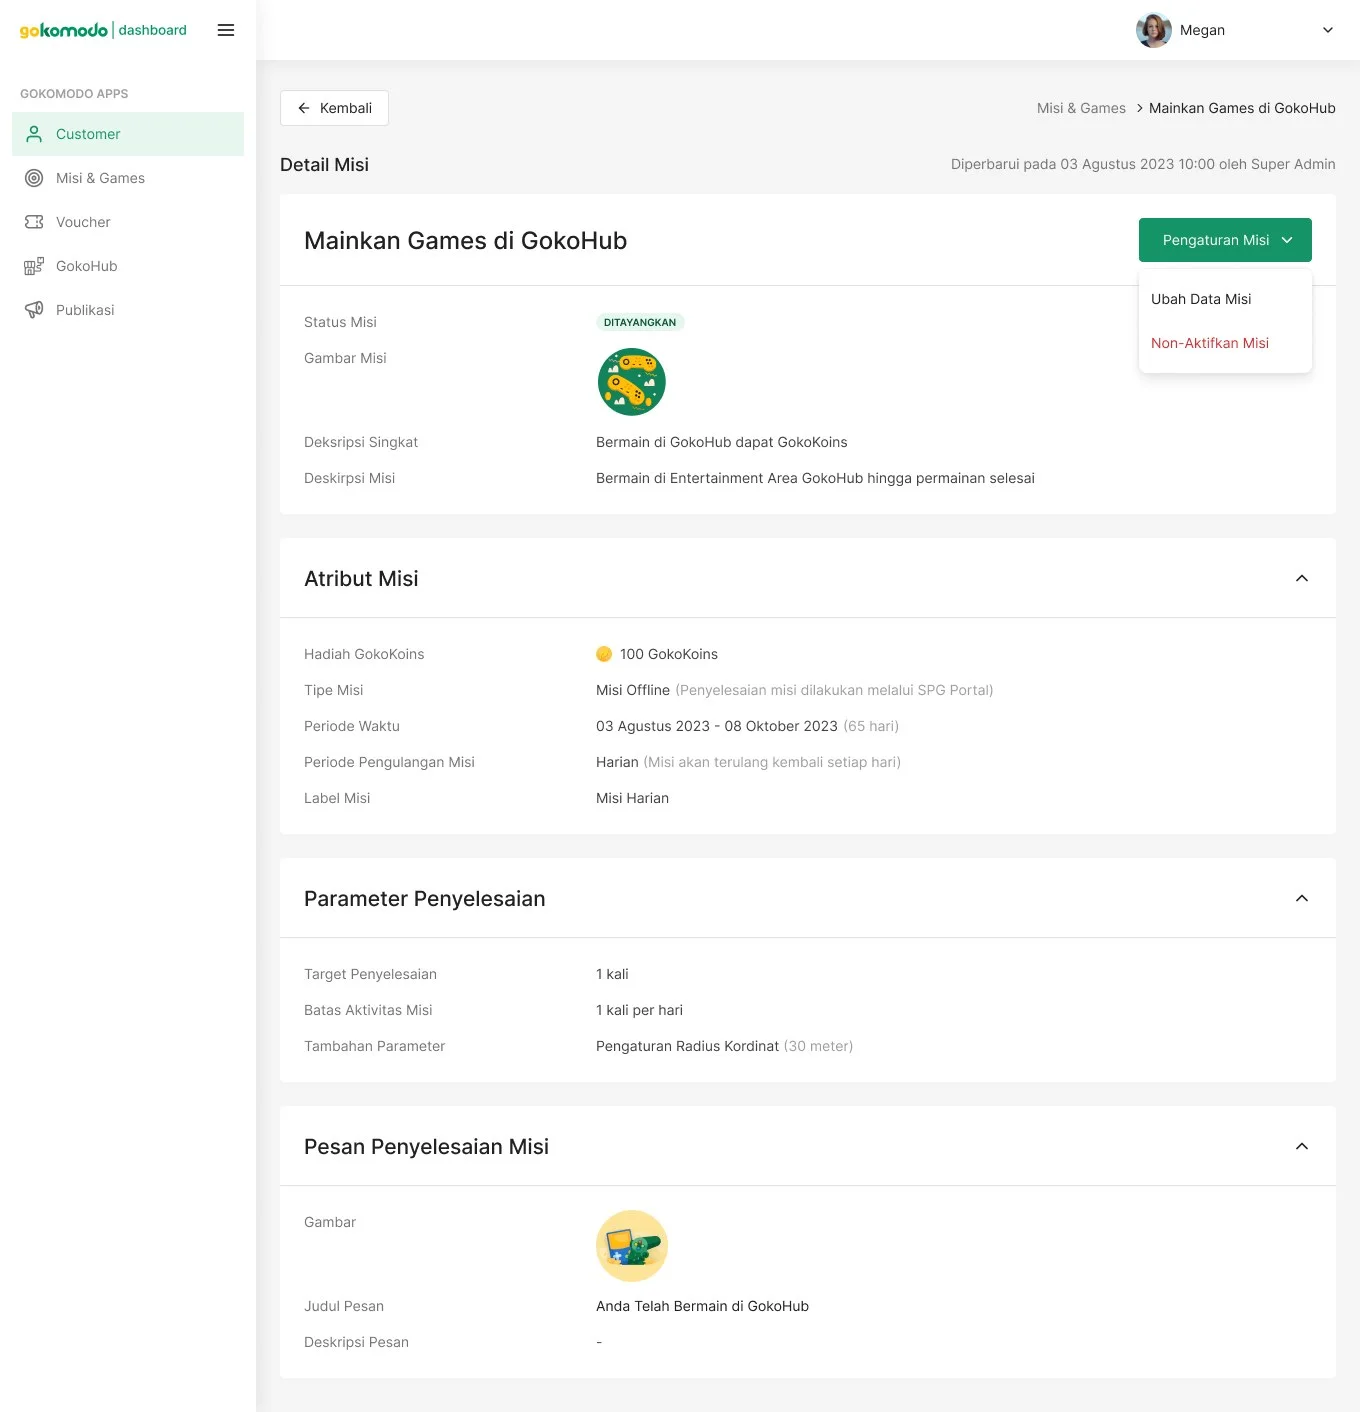 gokomodo | dashboard
Megan
GOKOMODO APPS
Customer
Misi & Games
Voucher
GokoHub
Publikasi
Kembali
Misi & Games > Mainkan Games di GokoHub
Detail Misi
Diperbarui pada 03 Agustus 2023 10:00 oleh Super Admin
Mainkan Games di GokoHub
Pengaturan Misi
Ubah Data Misi
Non-Aktifkan Misi
Status Misi
DITAYANGKAN
Gambar Misi
Deksripsi Singkat
Bermain di GokoHub dapat GokoKoins
Deskirpsi Misi
Bermain di Entertainment Area GokoHub hingga permainan selesai
Atribut Misi
Hadiah GokoKoins
100 GokoKoins
Tipe Misi
Misi Offline (Penyelesaian misi dilakukan melalui SPG Portal)
Periode Waktu
03 Agustus 2023 - 08 Oktober 2023 (65 hari)
Periode Pengulangan Misi
Harian (Misi akan terulang kembali setiap hari)
Label Misi
Misi Harian
Parameter Penyelesaian
Target Penyelesaian
1 kali
Batas Aktivitas Misi
1 kali per hari
Tambahan Parameter
Pengaturan Radius Kordinat (30 meter)
Pesan Penyelesaian Misi
Gambar
Judul Pesan
Anda Telah Bermain di GokoHub
Deskripsi Pesan
-